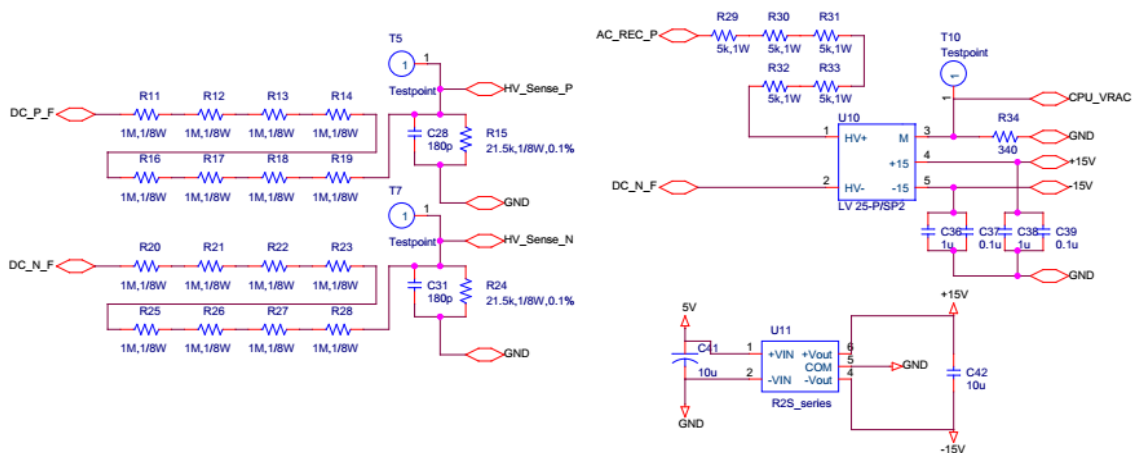 T5
1
1
Testpoint
HV_Sense_P
DC_P_F
R11
R12
R13
R14
1M,1/8W
1M,1/8W
1M,1/8W
1M,1/8W
C28
180p
R15
21.5k,1/8W,0.1%
R16
R17
R18
R19
1M,1/8W
1M,1/8W
1M,1/8W
1M,1/8W
GND
T7
1
1
Testpoint
HV_Sense_N
DC_N_F
R20
R21
R22
R23
1M,1/8W
1M,1/8W
1M,1/8W
1M,1/8W
C31
180p
R24
21.5k,1/8W,0.1%
R25
R26
R27
R28
1M,1/8W
1M,1/8W
1M,1/8W
1M,1/8W
GND
AC_REC_P
R29
R30
R31
5k,1W
5k,1W
5k,1W
R32
R33
5k,1W
5k,1W
T10
Testpoint
1
1
CPU_VRAC
U10
1
HV+
M
3
R34
340
GND
+15
4
+15V
DC_N_F
2
HV-
-15
5
-15V
LV 25-P/SP2
C36
1u
C37
0.1u
C38
1u
C39
0.1u
GND
5V
C41
10u
GND
U11
1
+VIN
+Vout
6
COM
5
GND
2
-VIN
-Vout
4
R2S_series
+15V
C42
10u
-15V